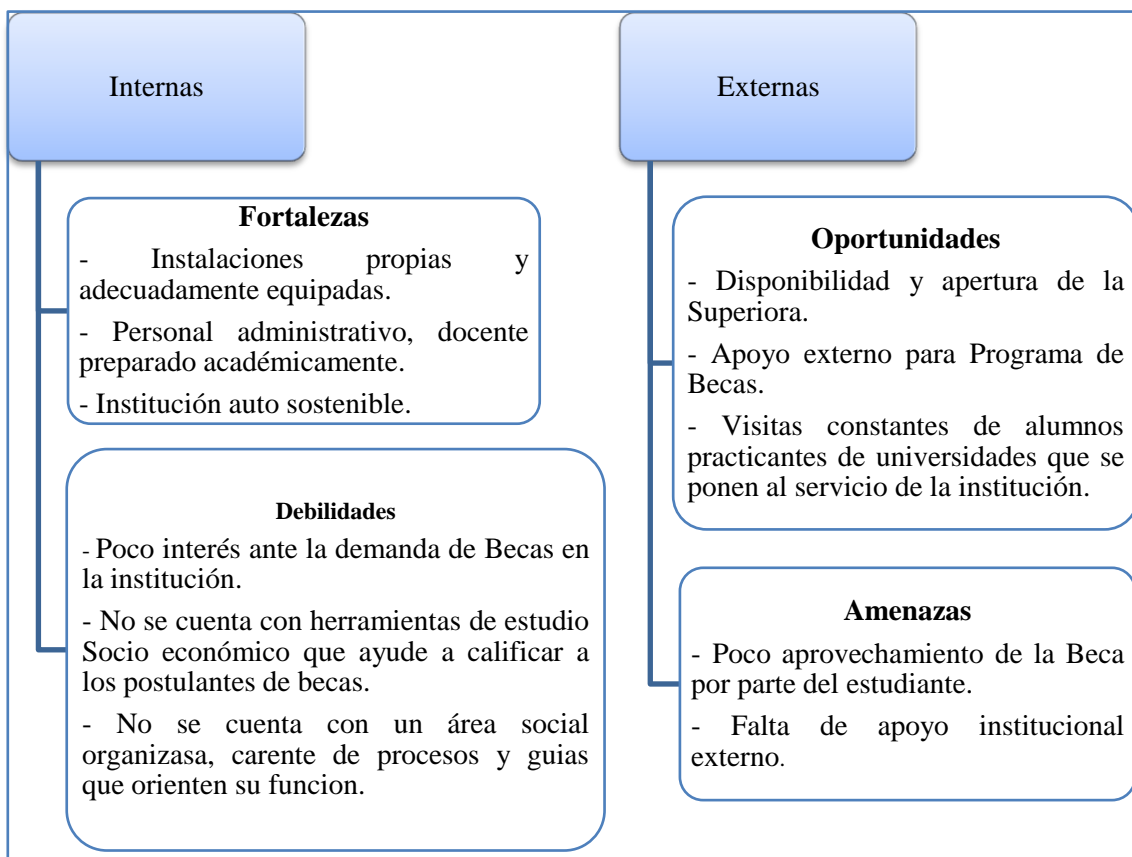 Internas
Fortalezas
- Instalaciones propias y
adecuadamente equipadas.
- Personal administrativo, docente
preparado académicamente.
- Institución auto sostenible.
Debilidades
- Poco interés ante la demanda de Becas en
la institución.
- No se cuenta con herramientas de estudio
Socio económico que ayude a calificar a
los postulantes de becas.
- No se cuenta con un área social
organizasa, carente de procesos y guias
que orienten su funcion.
Externas
Oportunidades
- Disponibilidad y apertura de la
Superiora.
- Apoyo externo para Programa de
Becas.
- Visitas constantes de alumnos
practicantes de universidades que se
ponen al servicio de la institución.
Amenazas
- Poco aprovechamiento de la Beca
por parte del estudiante.
- Falta de apoyo institucional
externo.